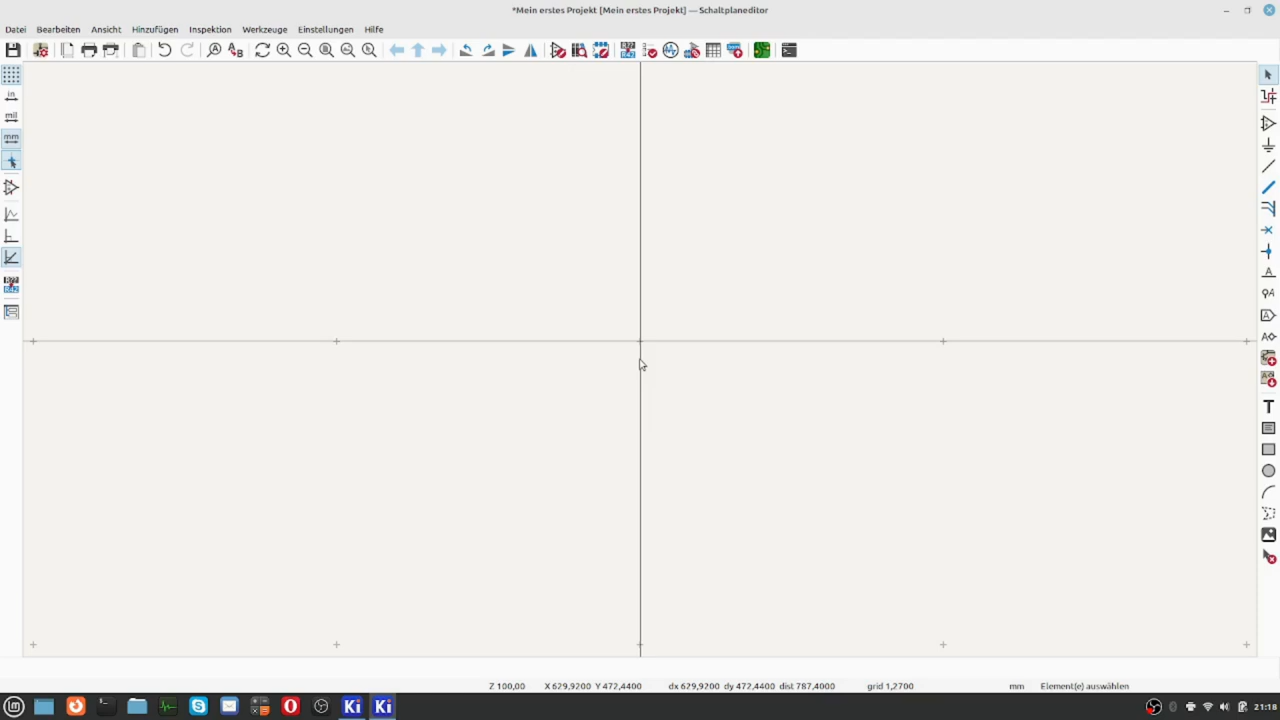 *Mein erstes Projekt [Mein erstes Projekt] — Schaltplaneditor
Datei Bearbeiten Ansicht Hinzufügen Inspektion Werkzeuge Einstellungen Hilfe
in
mil
mm
R??
R42
R??
R42
A
A
A
A
T
Z 100,00 X 629,9200 Y 472,4400 dx 629,9200 dy 472,4400 dist 787,4000 grid 1,2700 mm Element(e) auswählen
Ki Ki 21:18